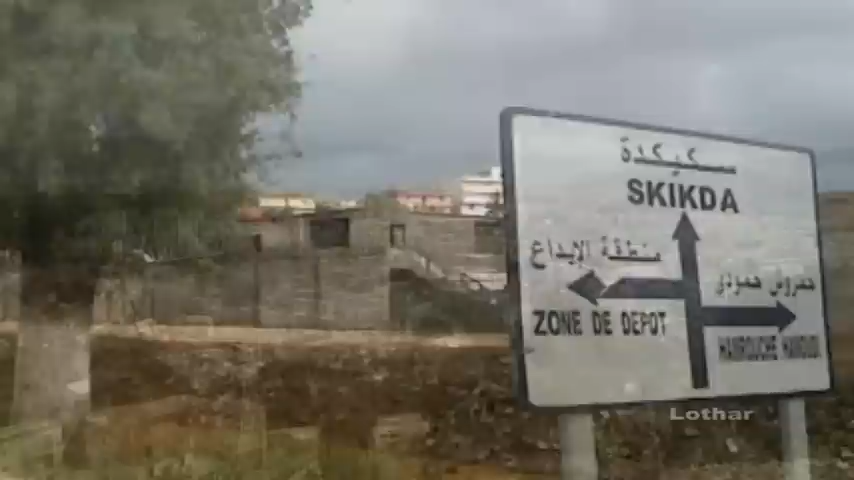 سكيكدة
SKIKDA
منطقة الإيداع
ZONE DE DEPOT
حمروش حمودي
HAMROUCHE HAMOUDI
Lothar